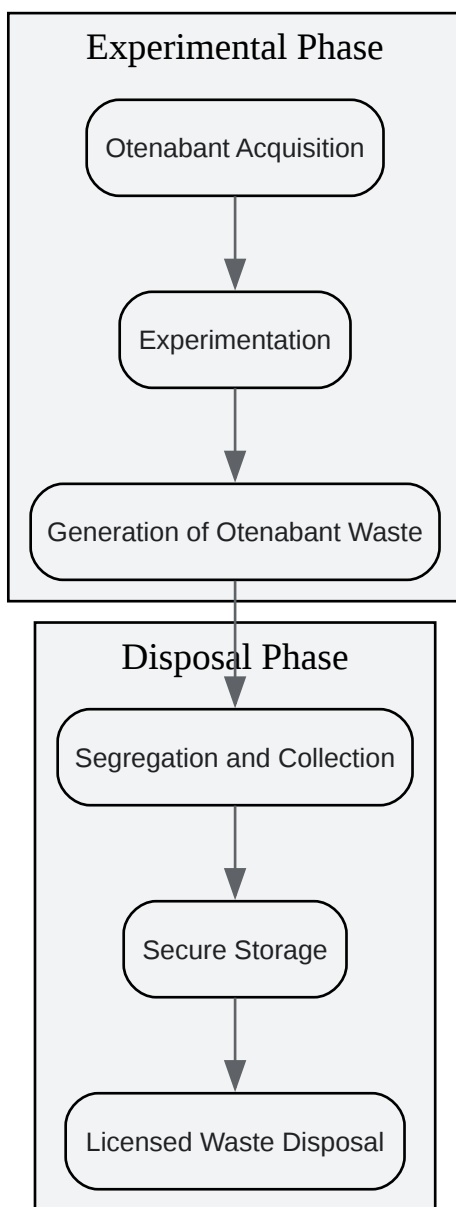 Experimental Phase
Otenabant Acquisition
Experimentation
Generation of Otenabant Waste
Disposal Phase
Segregation and Collection
Secure Storage
Licensed Waste Disposal